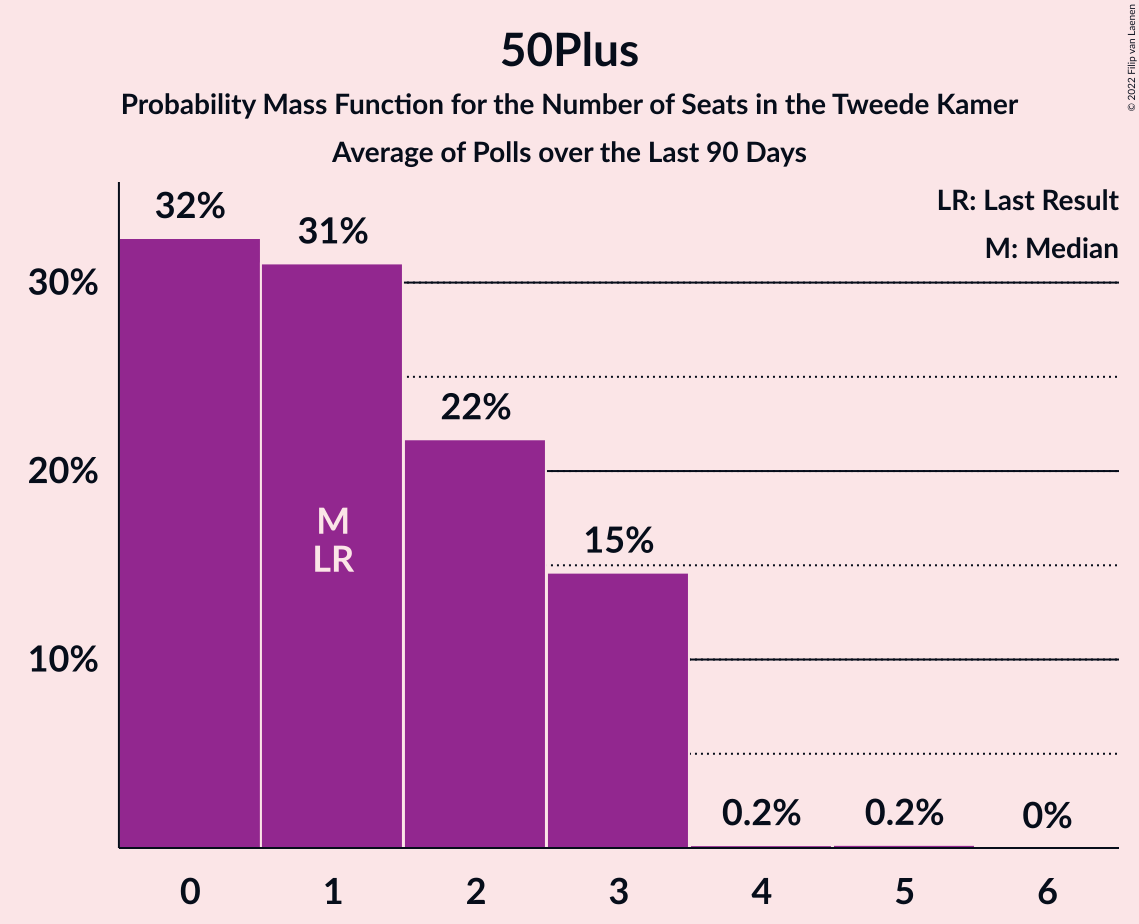 50Plus
Probability Mass Function for the Number of Seats in the Tweede Kamer
Average of Polls over the Last 90 Days
© 2022 Filip van Laenen
LR: Last Result
M: Median
32%
31%
30%
22%
20%
M
LR
15%
10%
0.2%
0.2%
0%
0
1
2
3
4
5
6